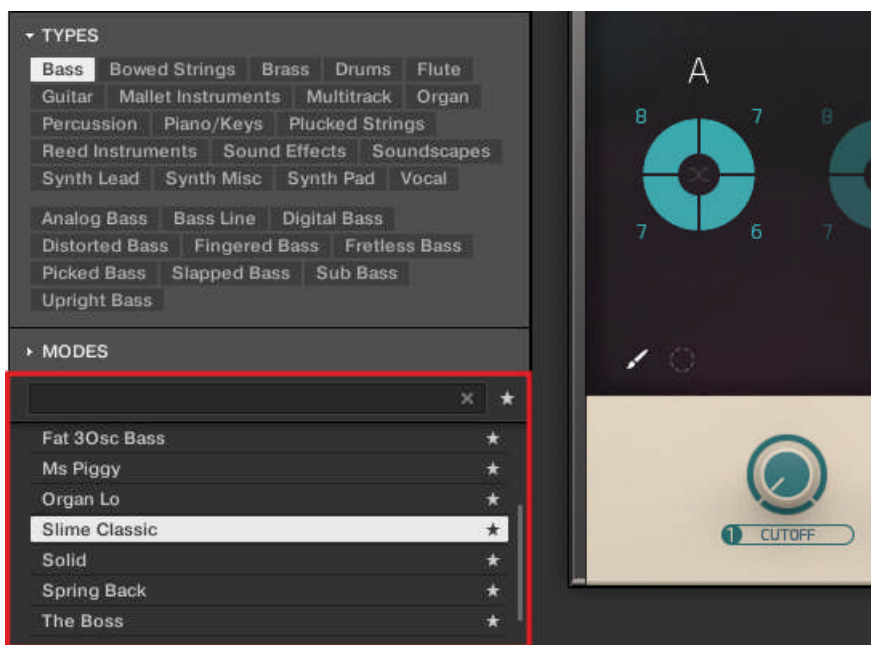 TYPES
Bass Bowed Strings Brass Drums Flute
Guitar Mallet Instruments Multitrack Organ
Percussion Piano/Keys Plucked Strings
Reed Instruments Sound Effects Soundscapes
Synth Lead Synth Misc Synth Pad Vocal
Analog Bass Bass Line Digital Bass
Distorted Bass Fingered Bass Fretless Bass
Picked Bass Slapped Bass Sub Bass
Upright Bass
MODES
Fat 3Osc Bass
Ms Piggy
Organ Lo
Slime Classic
Solid
Spring Back
The Boss
A
8 7 8
7 6 7
1 CUTOFF